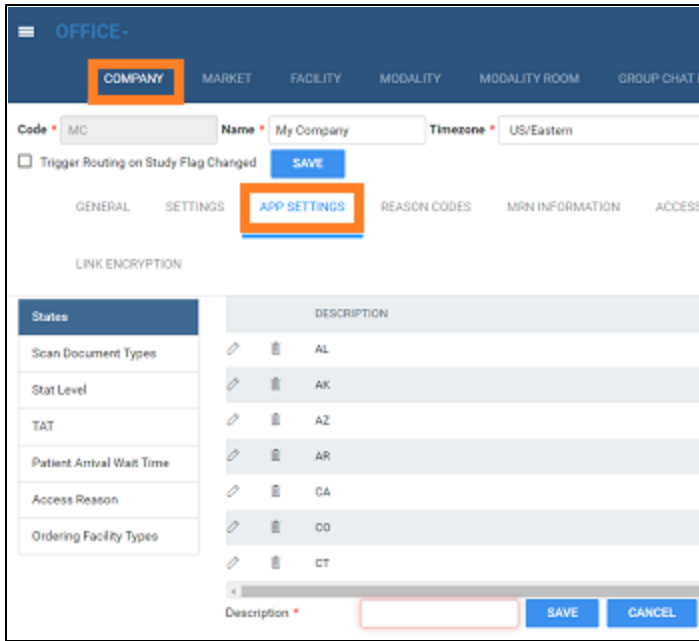 OFFICE-
COMPANY MARKET FACILITY MODALITY MODALITY ROOM GROUP CHAT
Code * MC Name * My Company Timezone * US/Eastern
Trigger Routing on Study Flag Changed SAVE
GENERAL SETTINGS APP SETTINGS REASON CODES MRN INFORMATION ACCESS
LINK ENCRYPTION
States
Scan Document Types
Stat Level
TAT
Patient Arrival Wait Time
Access Reason
Ordering Facility Types
DESCRIPTION
AL
AK
AZ
AR
CA
CO
CT
Description * SAVE CANCEL